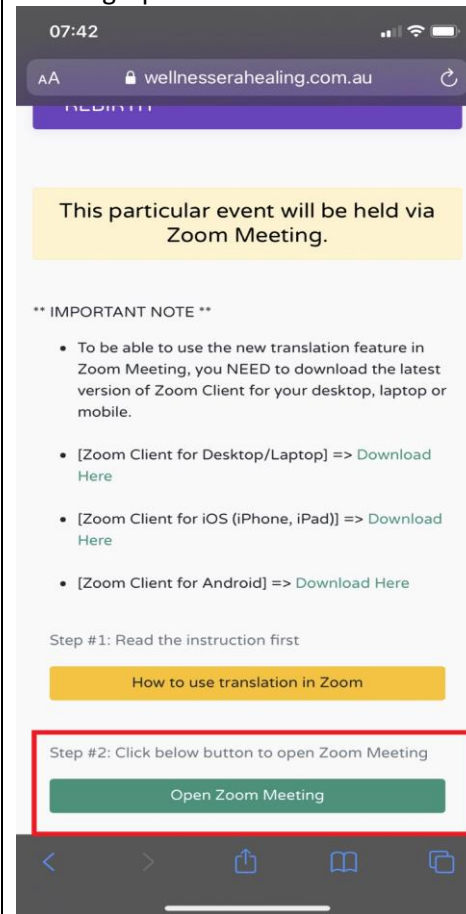 07:42
AA wellnesserahealing.com.au
REBIRTH
This particular event will be held via
Zoom Meeting.
** IMPORTANT NOTE **
• To be able to use the new translation feature in
Zoom Meeting, you NEED to download the latest
version of Zoom Client for your desktop, laptop or
mobile.
• [Zoom Client for Desktop/Laptop] => Download
Here
• [Zoom Client for iOS (iPhone, iPad)] => Download
Here
• [Zoom Client for Android] => Download Here
Step #1: Read the instruction first
How to use translation in Zoom
Step #2: Click below button to open Zoom Meeting
Open Zoom Meeting